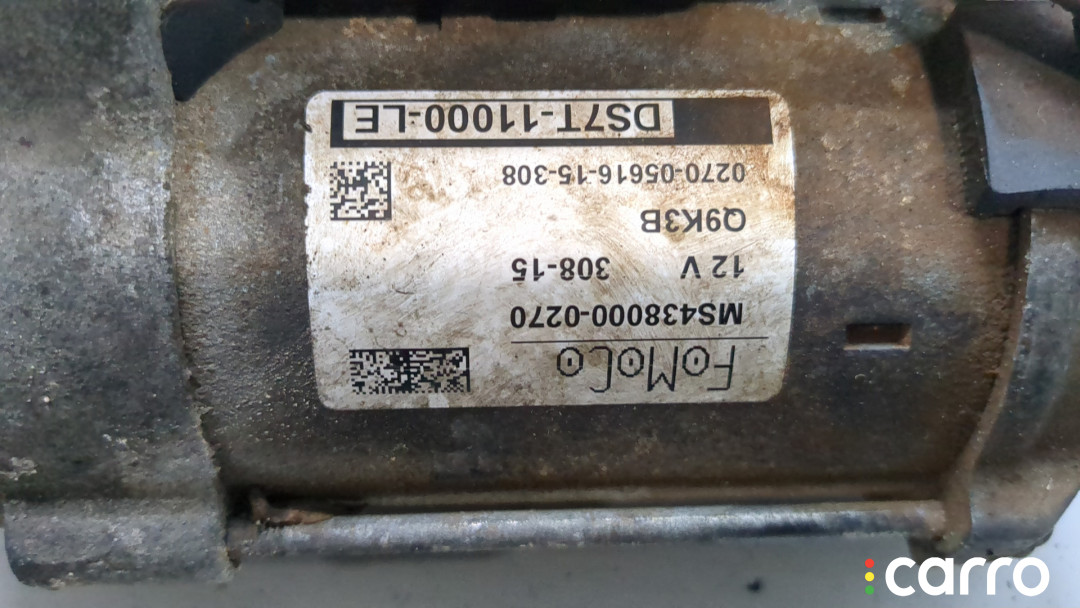 FoMoCo
MS438000-0270
12 V 308-15
Q9K3B
0270-05616-15-308
DS7T-11000-LE
carro